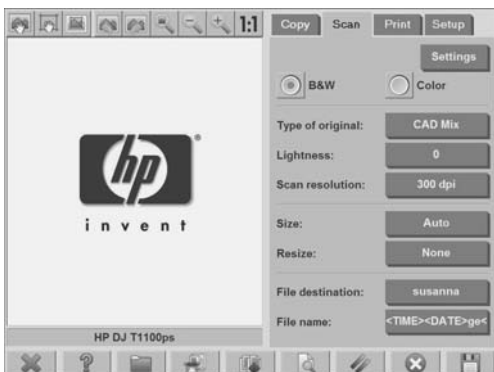 1:1
Copy Scan Print Setup
Settings
B&W Color
Type of original: CAD Mix
Lightness: 0
Scan resolution: 300 dpi
Size: Auto
Resize: None
File destination: susanna
File name: <TIME><DATE>ge<
hp
invent
HP DJ T1100ps